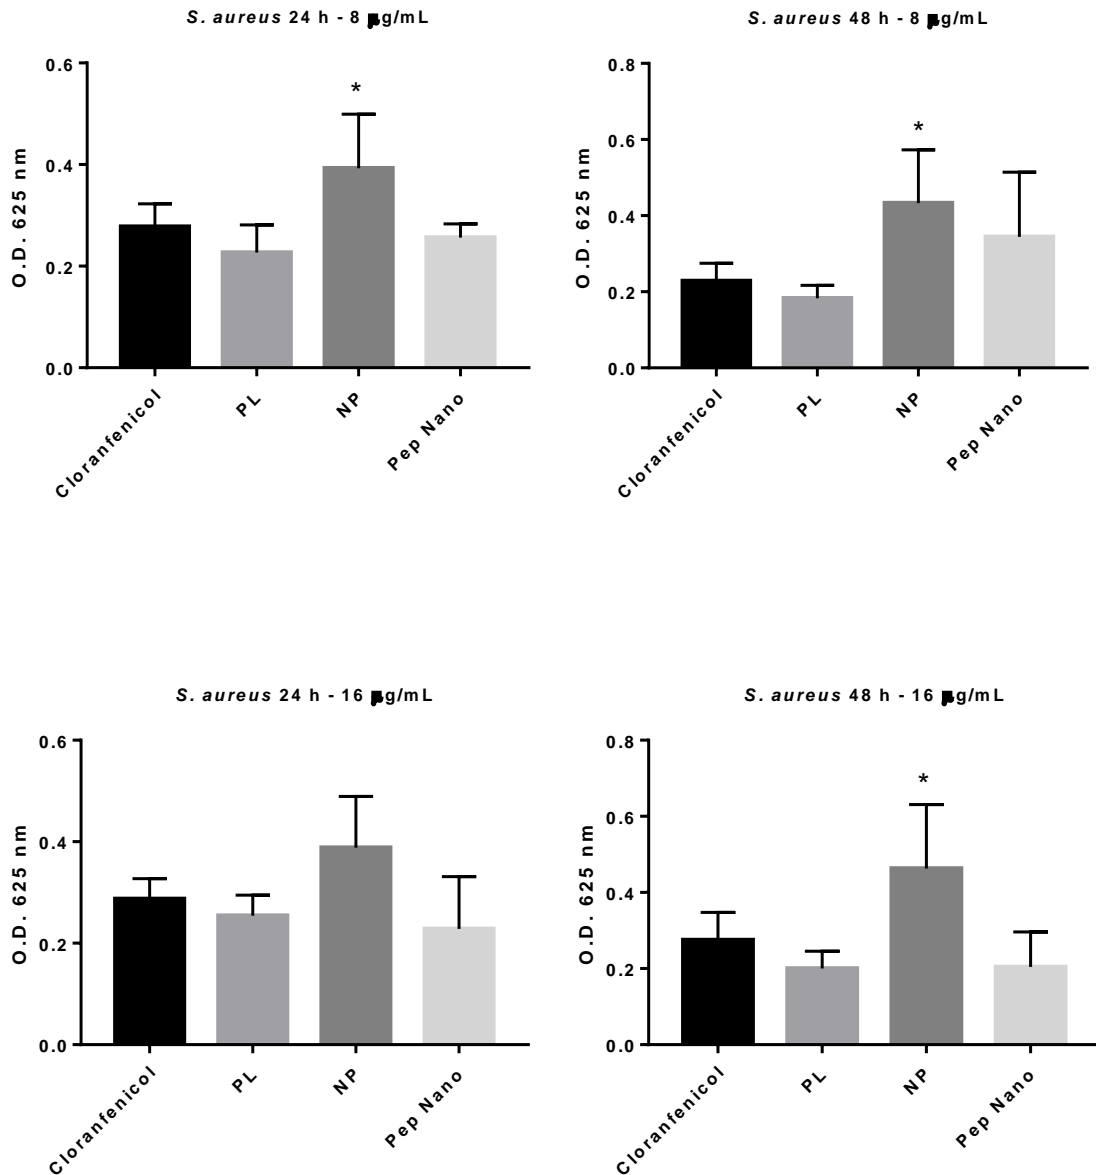 S. aureus 24 h - 8 µg/mL
0.6
0.4
0.2
0.0
O.D. 625 nm
Cloranfenicol
PL
NP
Pep Nano
*
S. aureus 48 h - 8 µg/mL
0.8
0.6
0.4
0.2
0.0
O.D. 625 nm
Cloranfenicol
PL
NP
Pep Nano
*
S. aureus 24 h - 16 µg/mL
0.6
0.4
0.2
0.0
O.D. 625 nm
Cloranfenicol
PL
NP
Pep Nano
S. aureus 48 h - 16 µg/mL
0.8
0.6
0.4
0.2
0.0
O.D. 625 nm
Cloranfenicol
PL
NP
Pep Nano
*